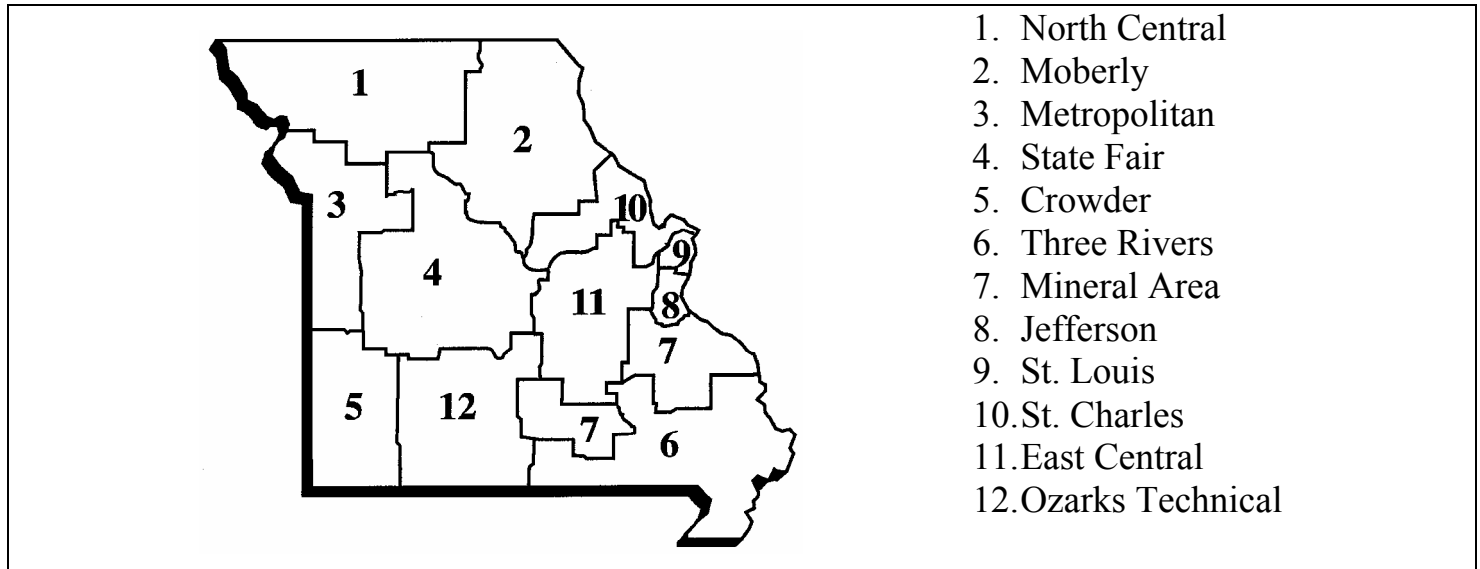 1
2
3
10
9
4
11
8
7
5
12
7
6
1. North Central
2. Moberly
3. Metropolitan
4. State Fair
5. Crowder
6. Three Rivers
7. Mineral Area
8. Jefferson
9. St. Louis
10.St. Charles
11.East Central
12.Ozarks Technical